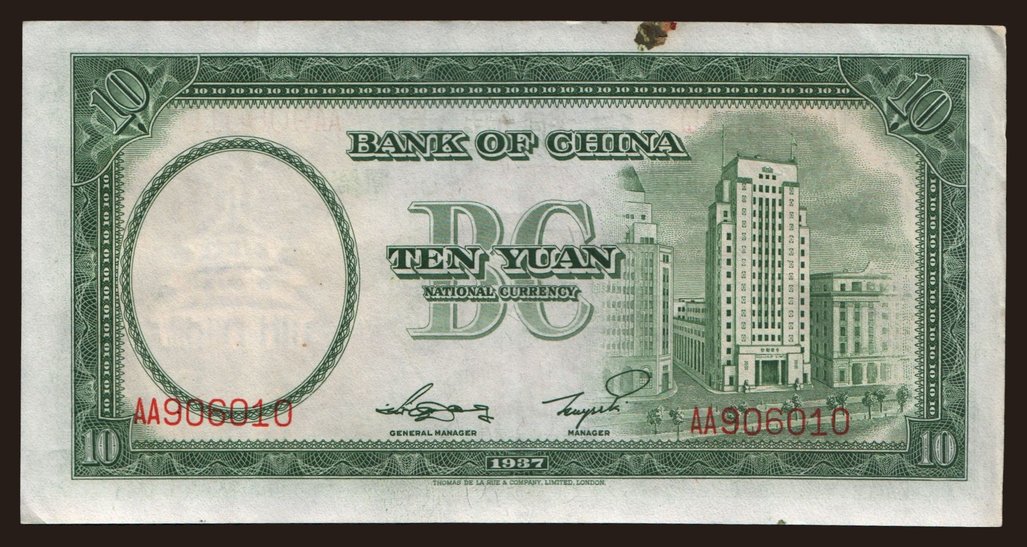 10 10
BANK OF CHINA
BC
TEN YUAN
NATIONAL CURRENCY
AA906010 AA906010
GENERAL MANAGER MANAGER
10 1937 10
THOMAS DE LA RUE & COMPANY, LIMITED, LONDON.